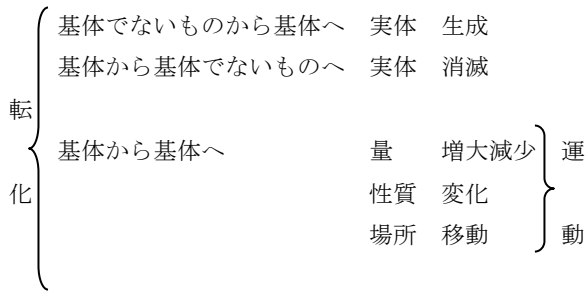 基体でないものから基体へ 実体 生成
基体から基体でないものへ 実体 消滅
転化
基体から基体へ 量 増大減少
性質 変化
場所 移動
運動